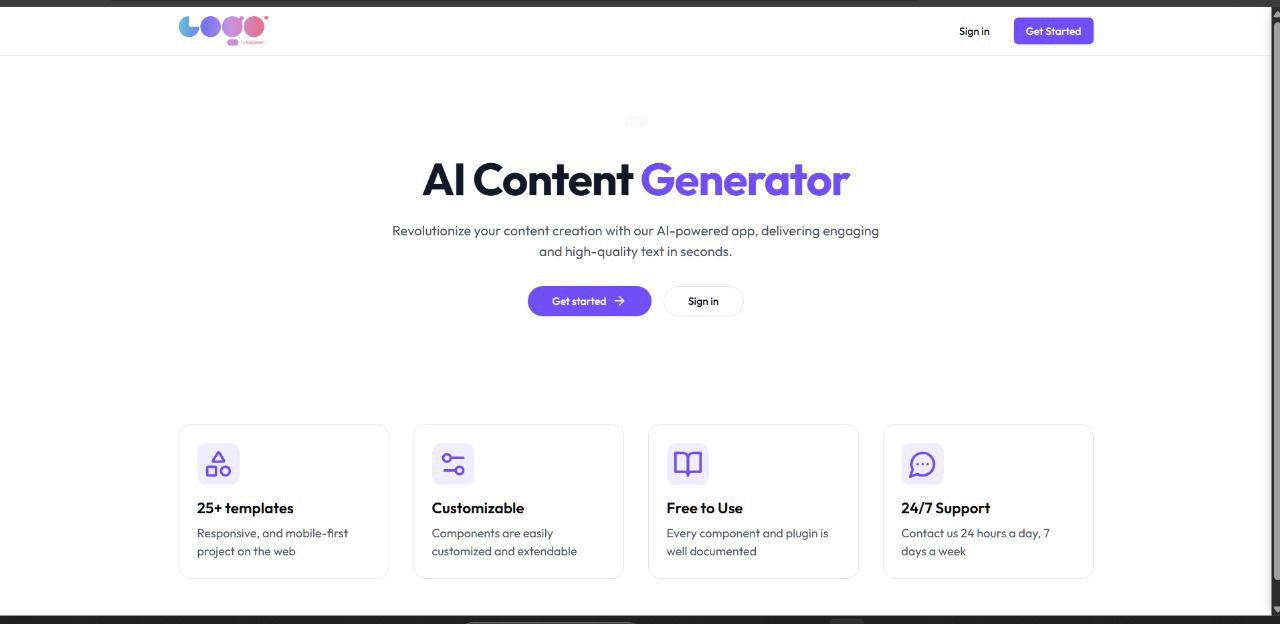 Logo
Sign in
Get Started
AI Content Generator
Revolutionize your content creation with our AI-powered app, delivering engaging
and high-quality text in seconds.
Get started
Sign in
25+ templates
Responsive, and mobile-first
project on the web
Customizable
Components are easily
customized and extendable
Free to Use
Every component and plugin is
well documented
24/7 Support
Contact us 24 hours a day, 7
days a week